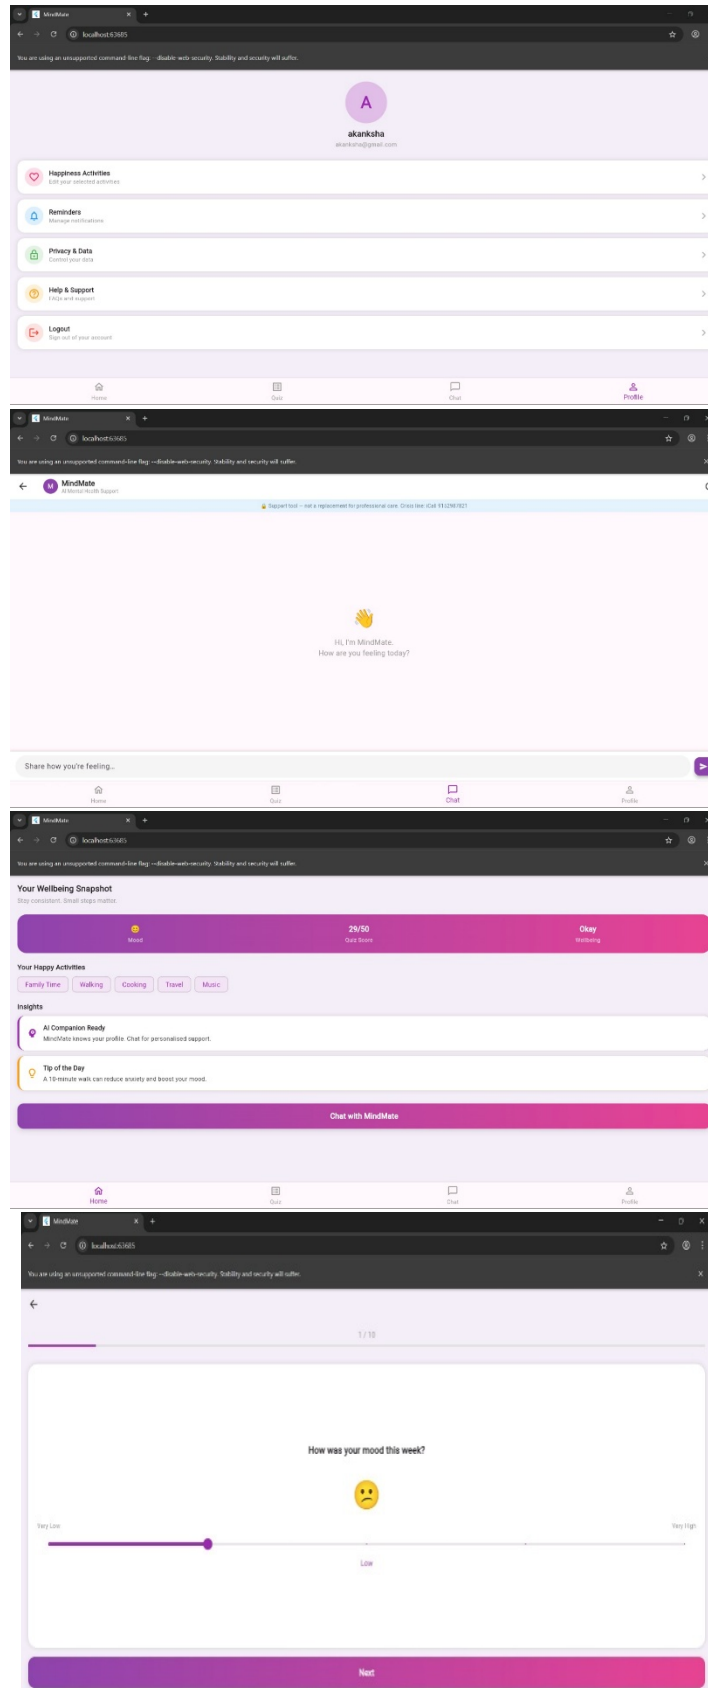 MindMate
localhost:63685
You are using an unsupported command-line flag: --disable-web-security. Stability and security will suffer.
A
akanksha
akanksha@gmail.com
Happiness Activities
Edit your selected activities
Reminders
Manage notifications
Privacy & Data
Control your data
Help & Support
FAQs and support
Logout
Sign out of your account
Home Quiz Chat Profile
MindMate
localhost:63685
You are using an unsupported command-line flag: --disable-web-security. Stability and security will suffer.
M MindMate
AI Mental Health Support
Support tool — not a replacement for professional care. Crisis line: iCall
Hi, I'm MindMate.
How are you feeling today?
Share how you're feeling...
Home Quiz Chat Profile
MindMate
localhost:63685
You are using an unsupported command-line flag: --disable-web-security. Stability and security will suffer.
Your Wellbeing Snapshot
Stay consistent. Small steps matter.
29/50 Okay
Mood Quiz Score Wellbeing
Your Happy Activities
Family Time Walking Cooking Travel Music
Insights
AI Companion Ready
MindMate knows your profile. Chat for personalised support.
Tip of the Day
A 10-minute walk can reduce anxiety and boost your mood.
Chat with MindMate
Home Quiz Chat Profile
MindMate
localhost:63685
You are using an unsupported command-line flag: --disable-web-security. Stability and security will suffer.
1 / 10
How was your mood this week?
Very Low Very High
Low
Next